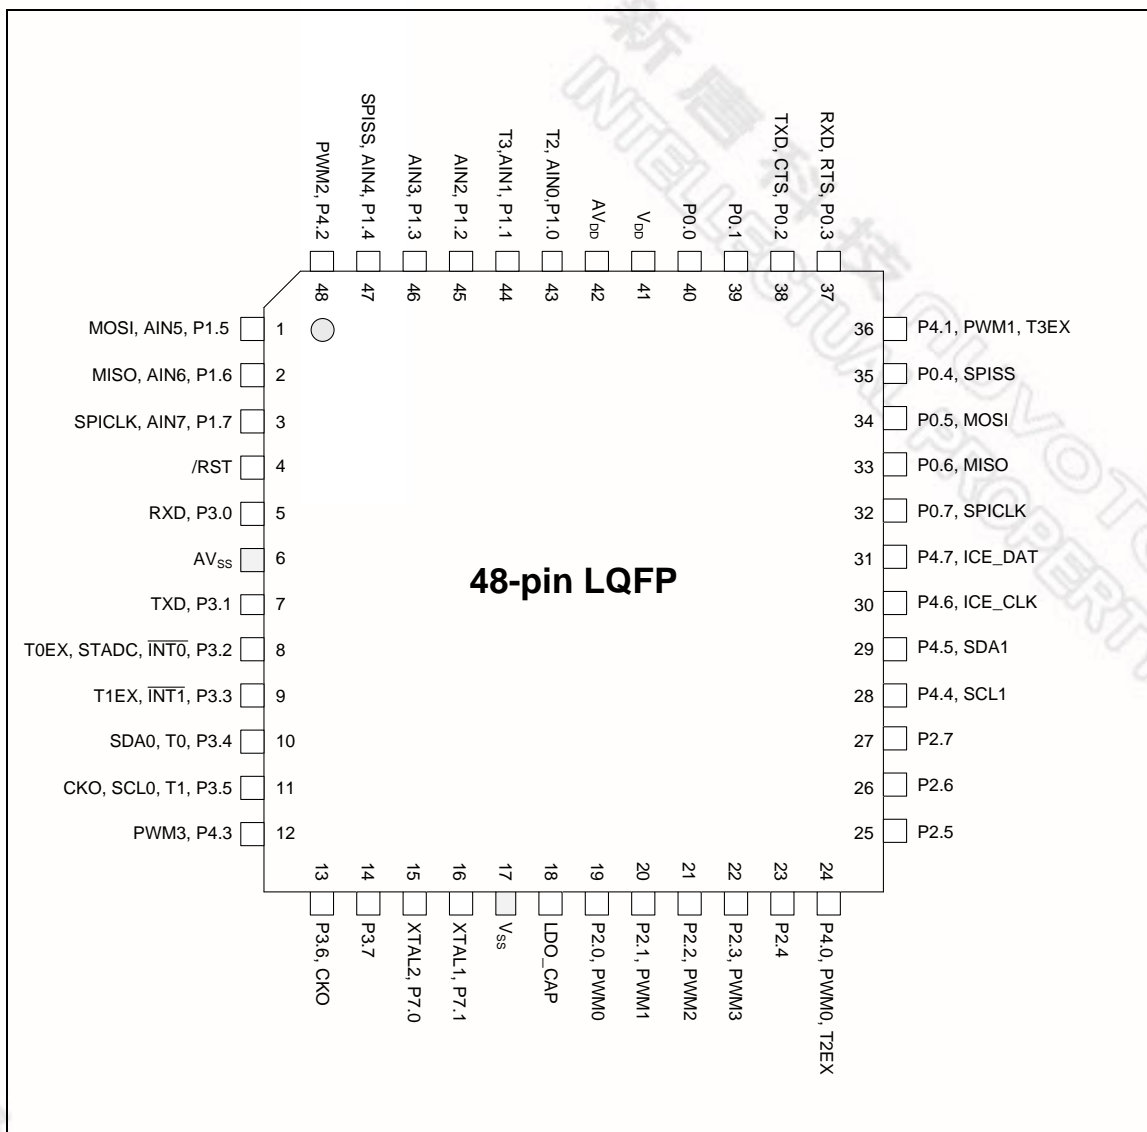 新唐科技 nuvoTon
INTELLECTUAL PROPERTY
PWM2, P4.2
SPISS, AIN4, P1.4
AIN3, P1.3
AIN2, P1.2
T3,AIN1, P1.1
T2, AIN0,P1.0
AVDD
VDD
P0.0
P0.1
TXD, CTS, P0.2
RXD, RTS, P0.3
48
47
46
45
44
43
42
41
40
39
38
37
MOSI, AIN5, P1.5 1
MISO, AIN6, P1.6 2
SPICLK, AIN7, P1.7 3
/RST 4
RXD, P3.0 5
AVSS 6
TXD, P3.1 7
T0EX, STADC, INT0, P3.2 8
T1EX, INT1, P3.3 9
SDA0, T0, P3.4 10
CKO, SCL0, T1, P3.5 11
PWM3, P4.3 12
48-pin LQFP
36 P4.1, PWM1, T3EX
35 P0.4, SPISS
34 P0.5, MOSI
33 P0.6, MISO
32 P0.7, SPICLK
31 P4.7, ICE_DAT
30 P4.6, ICE_CLK
29 P4.5, SDA1
28 P4.4, SCL1
27 P2.7
26 P2.6
25 P2.5
13
14
15
16
17
18
19
20
21
22
23
24
P3.6, CKO
P3.7
XTAL2, P7.0
XTAL1, P7.1
VSS
LDO_CAP
P2.0, PWM0
P2.1, PWM1
P2.2, PWM2
P2.3, PWM3
P2.4
P4.0, PWM0, T2EX